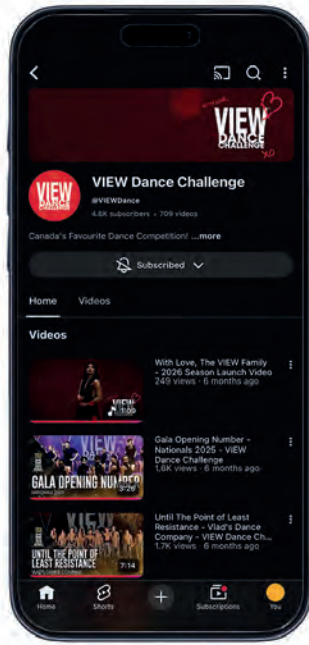 VIEW
DANCE
CHALLENGE
XO
VIEW
DANCE
CHALLENGE
VIEW Dance Challenge
@VIEWDance
4.6K subscribers • 709 videos
Canada's Favourite Dance Competition! ...more
Subscribed
Home Videos
Videos
With Love, The VIEW Family
- 2026 Season Launch Video
249 views · 6 months ago
VIEW
1:09
Gala Opening Number -
Nationals 2025 - VIEW
Dance Challenge
1.6K views · 6 months ago
VIEW
GALA OPENING NUMBER
3:26
Until The Point of Least
Resistance - Vlad's Dance
Company - VIEW Dance Ch...
1.7K views · 6 months ago
UNTIL THE POINT OF
LEAST RESISTANCE
7:14
Home Shorts Subscriptions You